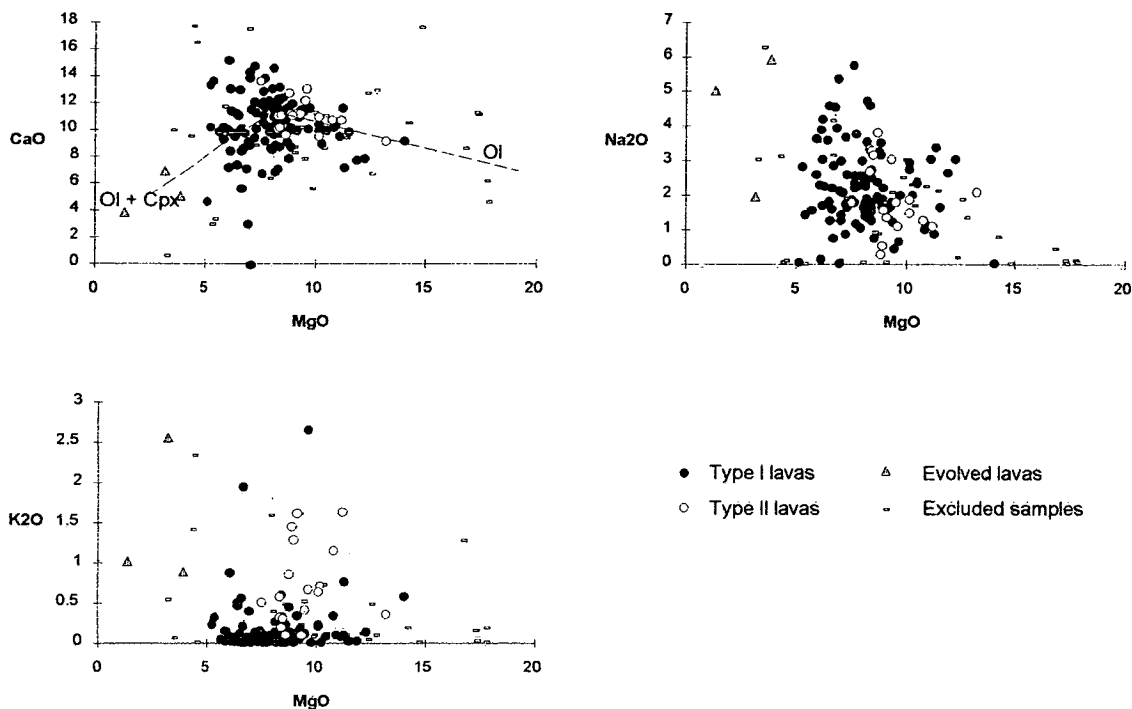 18
16
14
12
10
8
6
4
2
0
CaO
Ol + Cpx
Ol
0 5 10 15 20
MgO
7
6
5
4
3
2
1
0
Na2O
0 5 10 15 20
MgO
3
2.5
2
1.5
1
0.5
0
K2O
0 5 10 15 20
MgO
Type I lavas
Evolved lavas
Type II lavas
Excluded samples